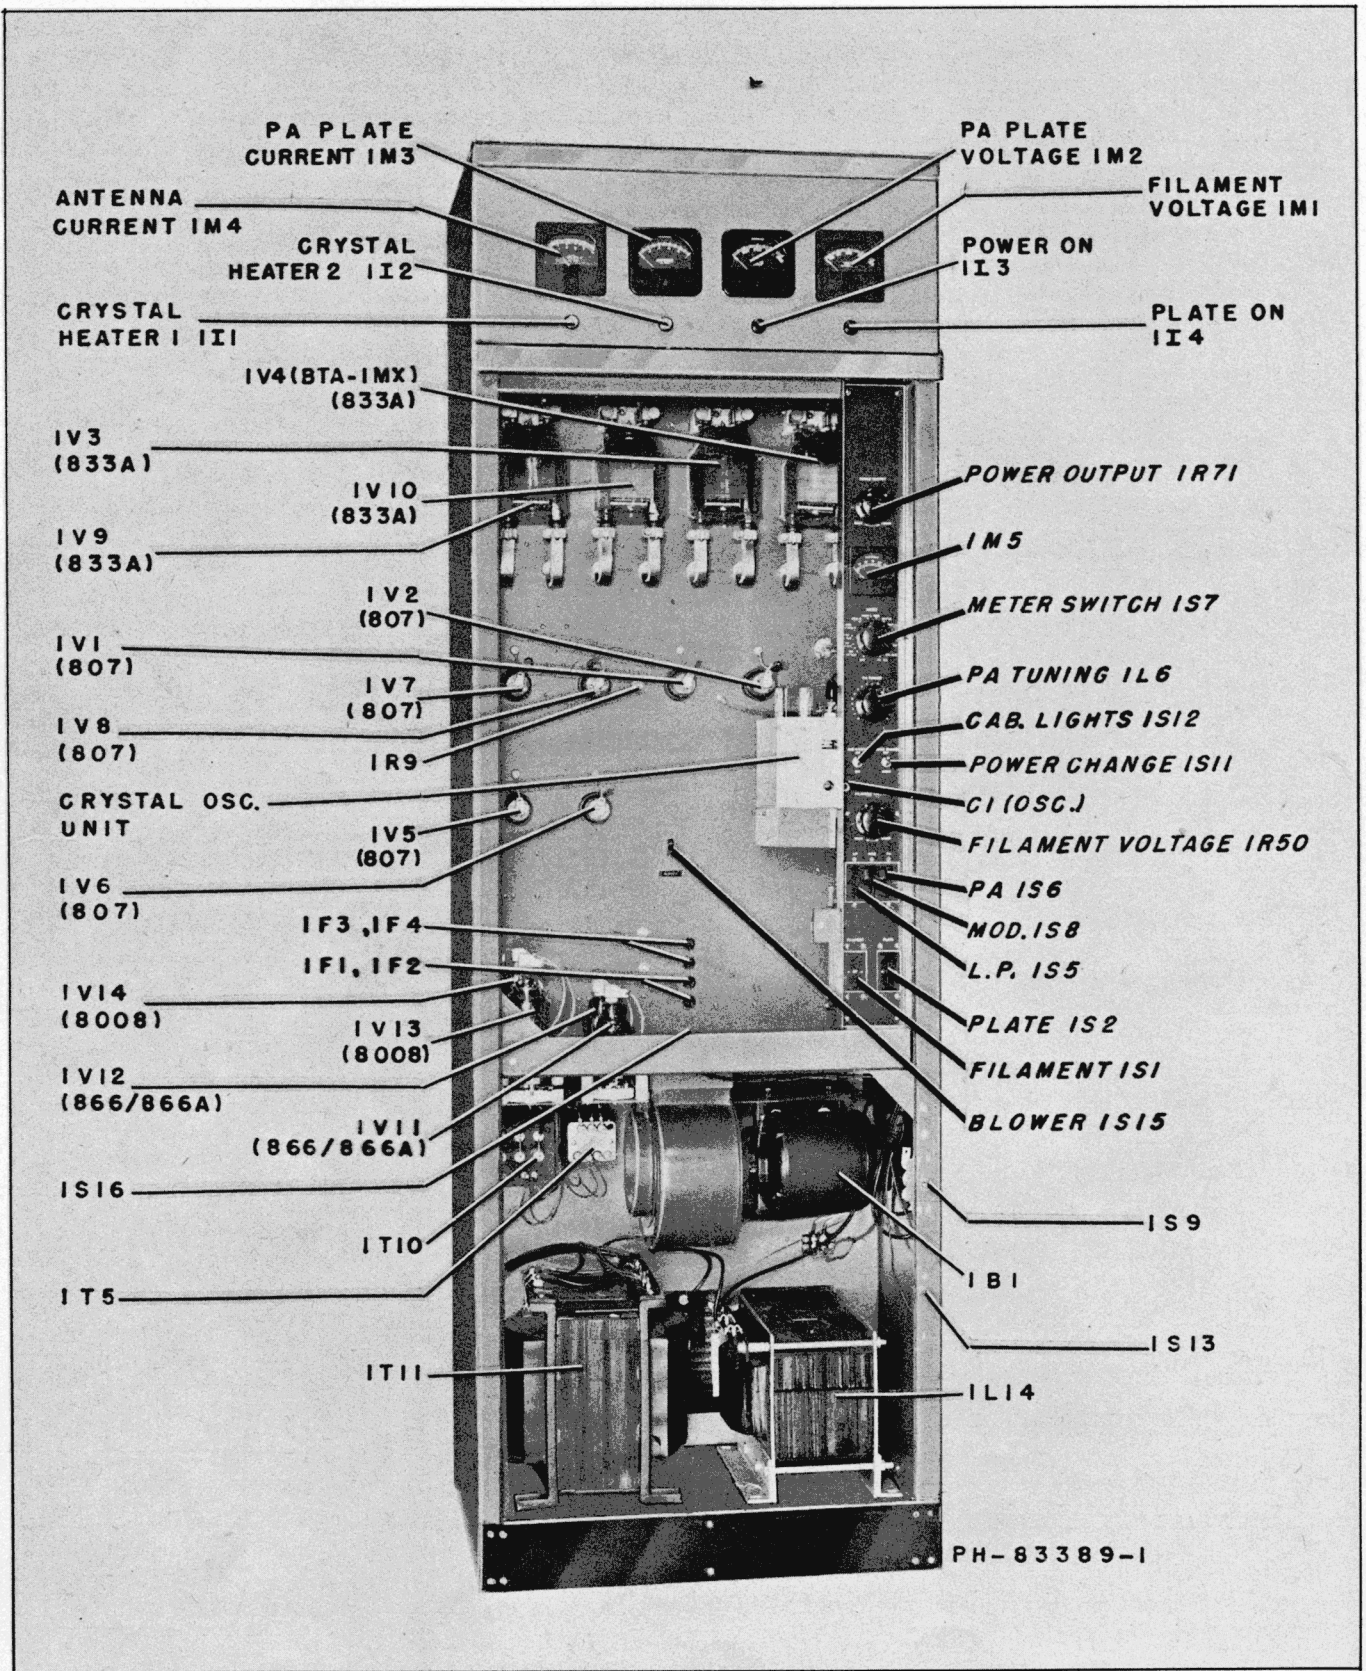 PA PLATE
CURRENT 1M3
ANTENNA
CURRENT 1M4
CRYSTAL
HEATER 2 1I2
CRYSTAL
HEATER 1 1I1
1V4(BTA-1MX)
(833A)
1V3
(833A)
1V10
(833A)
1V9
(833A)
1V2
(807)
1V1
(807)
1V7
(807)
1V8
(807)
1R9
CRYSTAL OSC.
UNIT
1V5
(807)
1V6
(807)
1F3,1F4
1F1,1F2
1V14
(8008)
1V13
(8008)
1V12
(866/866A)
1V11
(866/866A)
1S16
1T10
1T5
1T11
PA PLATE
VOLTAGE 1M2
FILAMENT
VOLTAGE 1M1
POWER ON
1I3
PLATE ON
1I4
POWER OUTPUT 1R71
1M5
METER SWITCH 1S7
PA TUNING 1L6
CAB. LIGHTS 1S12
POWER CHANGE 1S11
C1 (OSC.)
FILAMENT VOLTAGE 1R50
PA 1S6
MOD. 1S8
L.P. 1S5
PLATE 1S2
FILAMENT 1S1
BLOWER 1S15
1S9
1B1
1S13
1L14
PH-83389-1